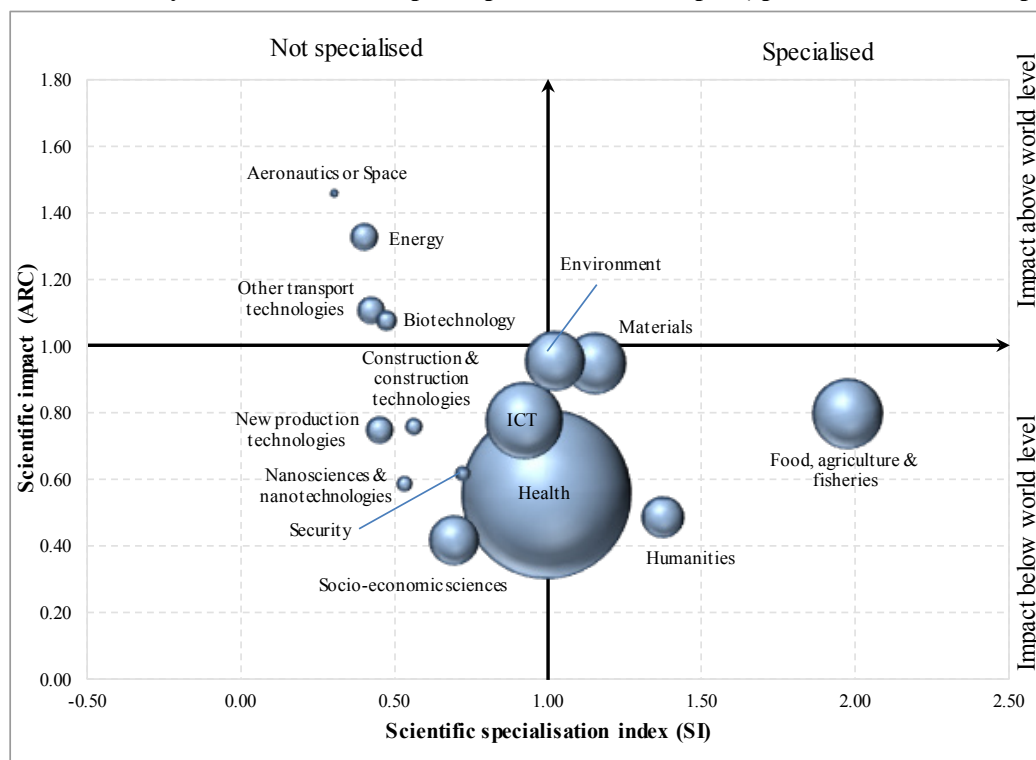 Not specialised
Specialised
1.80
1.60
1.40
1.20
1.00
0.80
0.60
0.40
0.20
0.00
-0.50
0.00
0.50
1.00
1.50
2.00
2.50
Scientific impact (ARC)
Scientific specialisation index (SI)
Impact above world level
Impact below world level
Aeronautics or Space
Energy
Environment
Other transport
technologies
Biotechnology
Materials
Construction &
construction
technologies
New production
technologies
ICT
Nanosciences &
nanotechnologies
Health
Food, agriculture &
fisheries
Security
Humanities
Socio-economic sciences